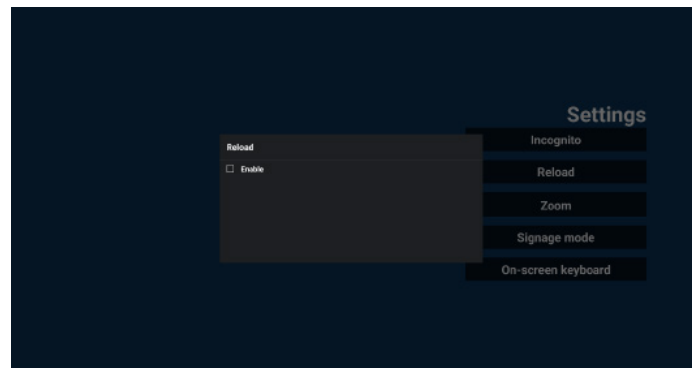 Settings
Incognito
Reload
Zoom
Signage mode
On-screen keyboard
Reload
Enable